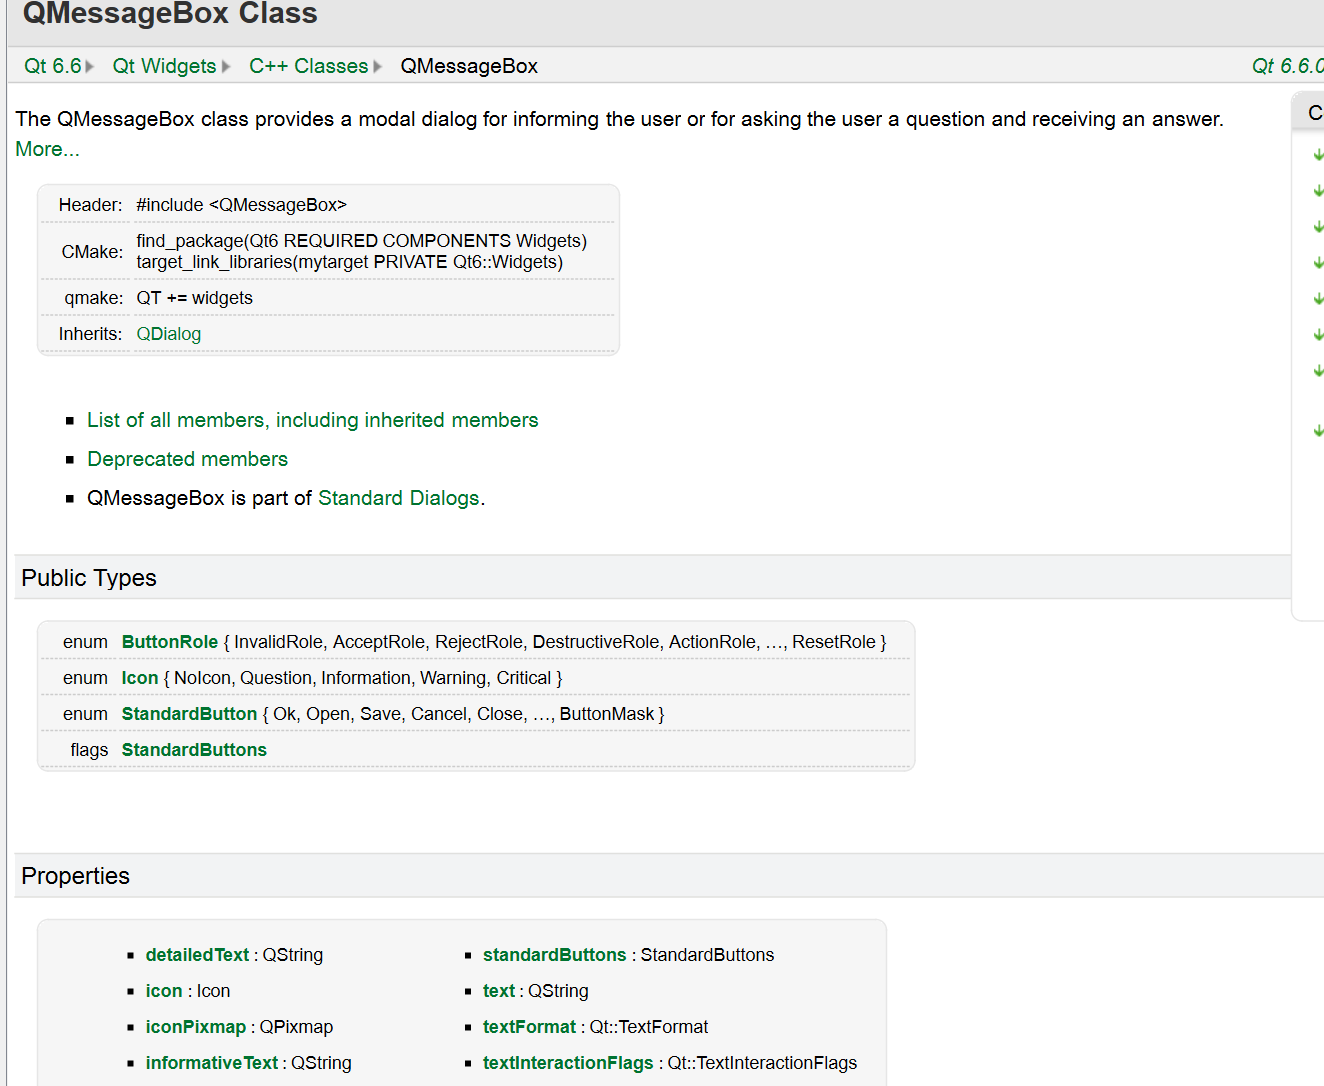 QMessageBox Class
Qt 6.6 Qt Widgets C++ Classes QMessageBox Qt 6.6.0
The QMessageBox class provides a modal dialog for informing the user or for asking the user a question and receiving an answer.
More...
C
Header: #include <QMessageBox>
CMake: find_package(Qt6 REQUIRED COMPONENTS Widgets)
target_link_libraries(mytarget PRIVATE Qt6::Widgets)
qmake: QT += widgets
Inherits: QDialog
List of all members, including inherited members
Deprecated members
QMessageBox is part of Standard Dialogs.
Public Types
enum ButtonRole { InvalidRole, AcceptRole, RejectRole, DestructiveRole, ActionRole, …, ResetRole }
enum Icon { NoIcon, Question, Information, Warning, Critical }
enum StandardButton { Ok, Open, Save, Cancel, Close, …, ButtonMask }
flags StandardButtons
Properties
detailedText : QString
icon : Icon
iconPixmap : QPixmap
informativeText : QString
standardButtons : StandardButtons
text : QString
textFormat : Qt::TextFormat
textInteractionFlags : Qt::TextInteractionFlags